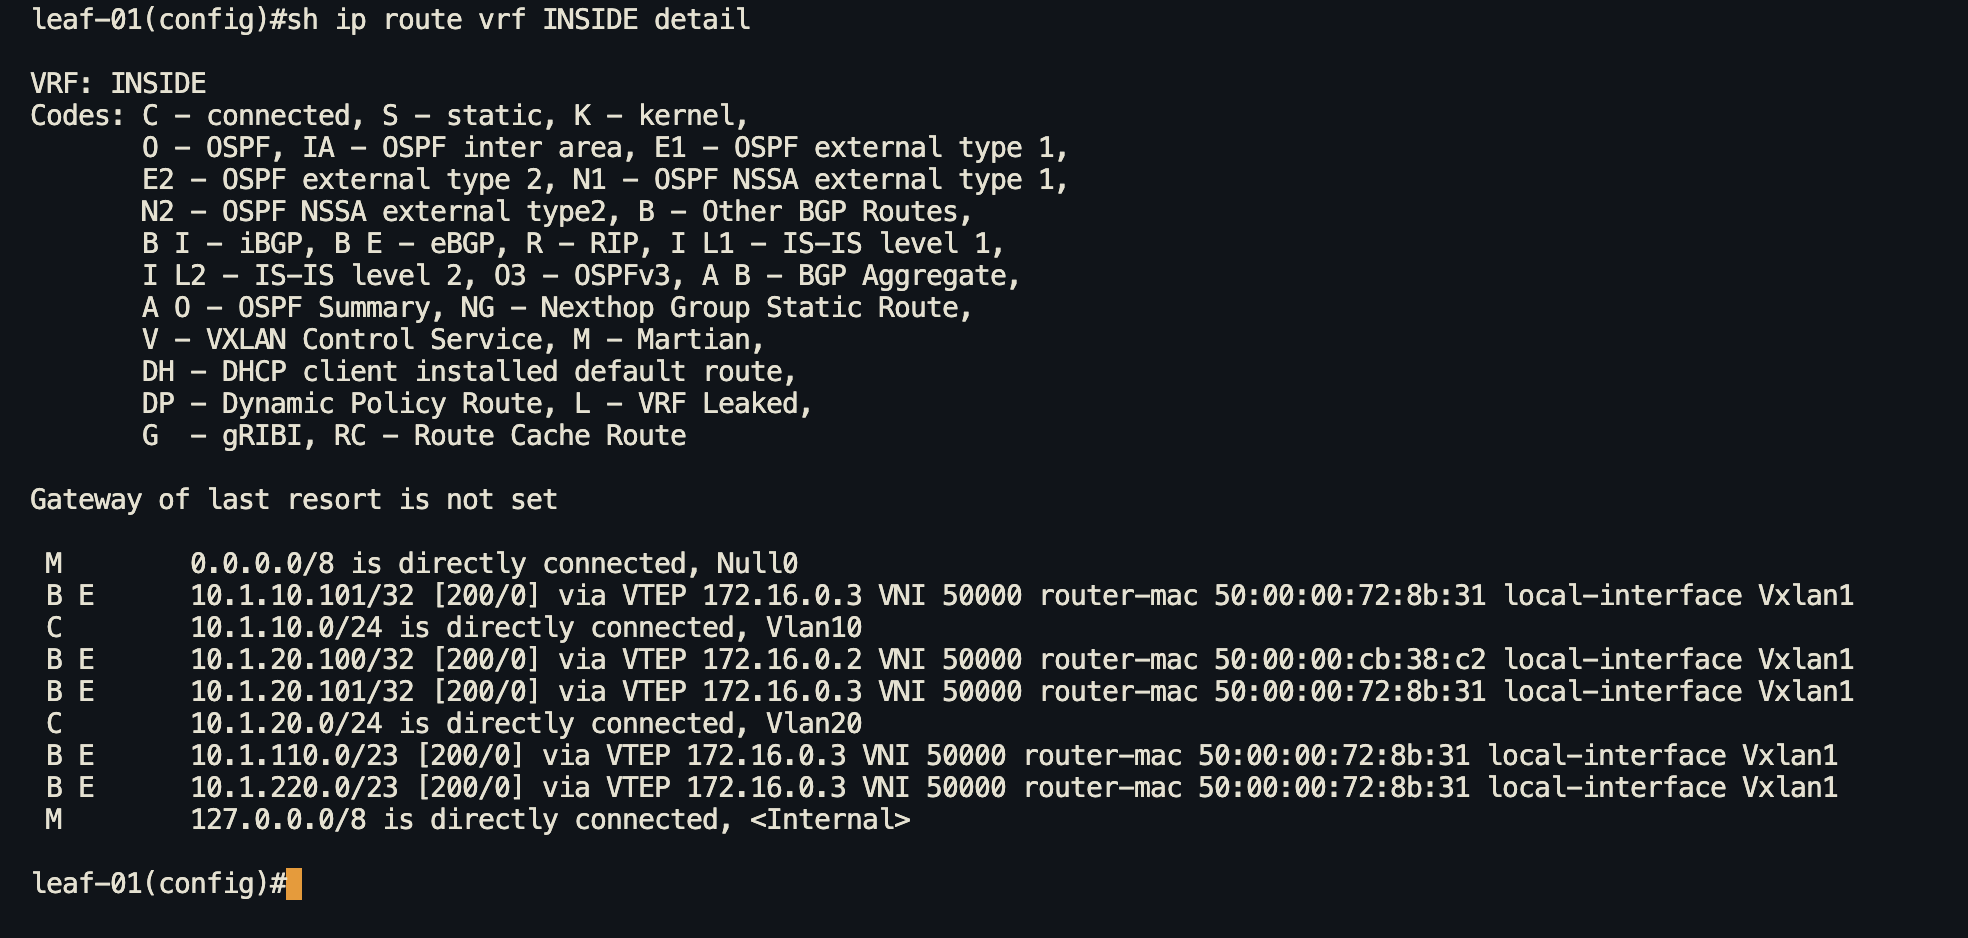 leaf-01(config)#sh ip route vrf INSIDE detail
VRF: INSIDE
Codes: C - connected, S - static, K - kernel,
O - OSPF, IA - OSPF inter area, E1 - OSPF external type 1,
E2 - OSPF external type 2, N1 - OSPF NSSA external type 1,
N2 - OSPF NSSA external type2, B - Other BGP Routes,
B I - iBGP, B E - eBGP, R - RIP, I L1 - IS-IS level 1,
I L2 - IS-IS level 2, O3 - OSPFv3, A B - BGP Aggregate,
A O - OSPF Summary, NG - Nexthop Group Static Route,
V - VXLAN Control Service, M - Martian,
DH - DHCP client installed default route,
DP - Dynamic Policy Route, L - VRF Leaked,
G  - gRIBI, RC - Route Cache Route
Gateway of last resort is not set
M        0.0.0.0/8 is directly connected, Null0
B E      10.1.10.101/32 [200/0] via VTEP 172.16.0.3 VNI 50000 router-mac 50:00:00:72:8b:31 local-interface Vxlan1
C        10.1.10.0/24 is directly connected, Vlan10
B E      10.1.20.100/32 [200/0] via VTEP 172.16.0.2 VNI 50000 router-mac 50:00:00:cb:38:c2 local-interface Vxlan1
B E      10.1.20.101/32 [200/0] via VTEP 172.16.0.3 VNI 50000 router-mac 50:00:00:72:8b:31 local-interface Vxlan1
C        10.1.20.0/24 is directly connected, Vlan20
B E      10.1.110.0/23 [200/0] via VTEP 172.16.0.3 VNI 50000 router-mac 50:00:00:72:8b:31 local-interface Vxlan1
B E      10.1.220.0/23 [200/0] via VTEP 172.16.0.3 VNI 50000 router-mac 50:00:00:72:8b:31 local-interface Vxlan1
M        127.0.0.0/8 is directly connected, <Internal>
leaf-01(config)#